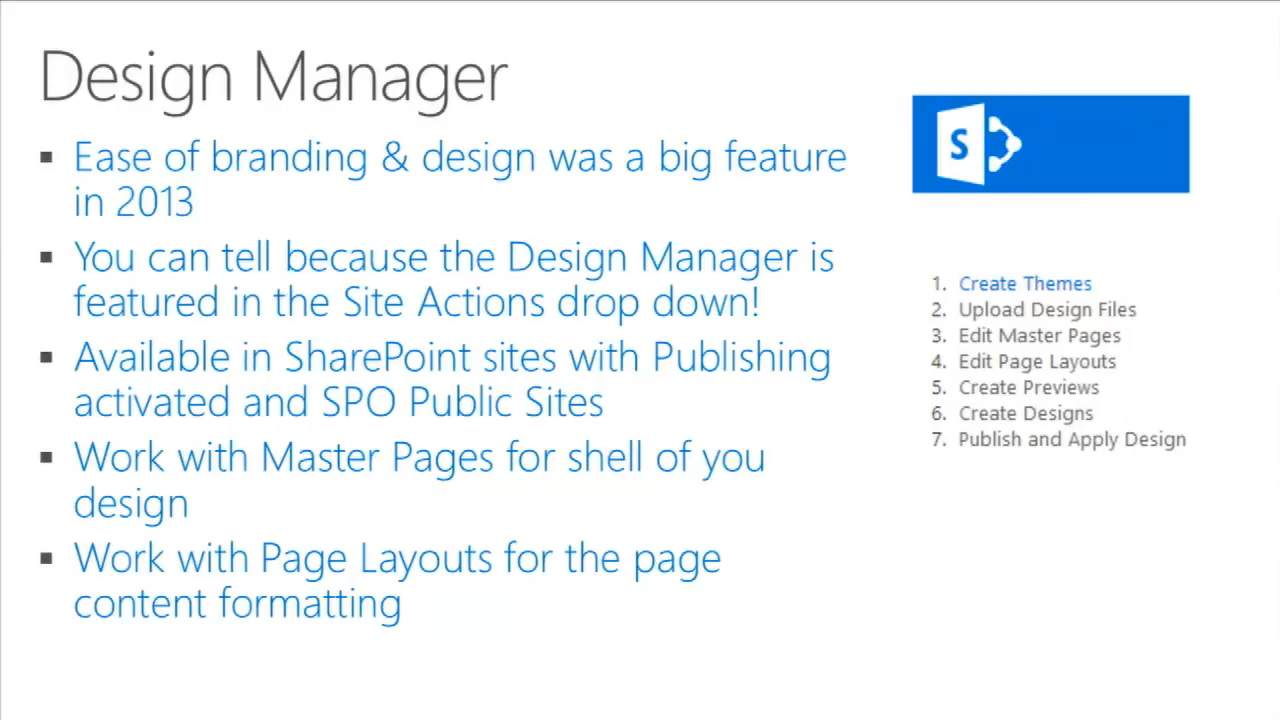 Design Manager
▪ Ease of branding & design was a big feature
in 2013
▪ You can tell because the Design Manager is
featured in the Site Actions drop down!
▪ Available in SharePoint sites with Publishing
activated and SPO Public Sites
▪ Work with Master Pages for shell of you
design
▪ Work with Page Layouts for the page
content formatting
S
1. Create Themes
2. Upload Design Files
3. Edit Master Pages
4. Edit Page Layouts
5. Create Previews
6. Create Designs
7. Publish and Apply Design